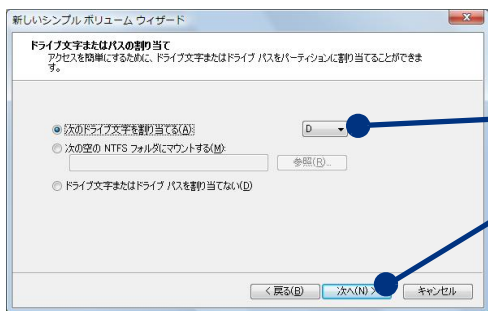 新しいシンプル ボリューム ウィザード
ドライブ文字またはパスの割り当て
アクセスを簡単にするために、ドライブ文字またはドライブ パスをパーティションに割り当てることができま
す。
次のドライブ文字を割り当てる(A):
D
次の空の NTFS フォルダにマウントする(M):
参照(R)...
ドライブ文字またはドライブ パスを割り当てない(D)
< 戻る(B)
次へ(N) >
キャンセル